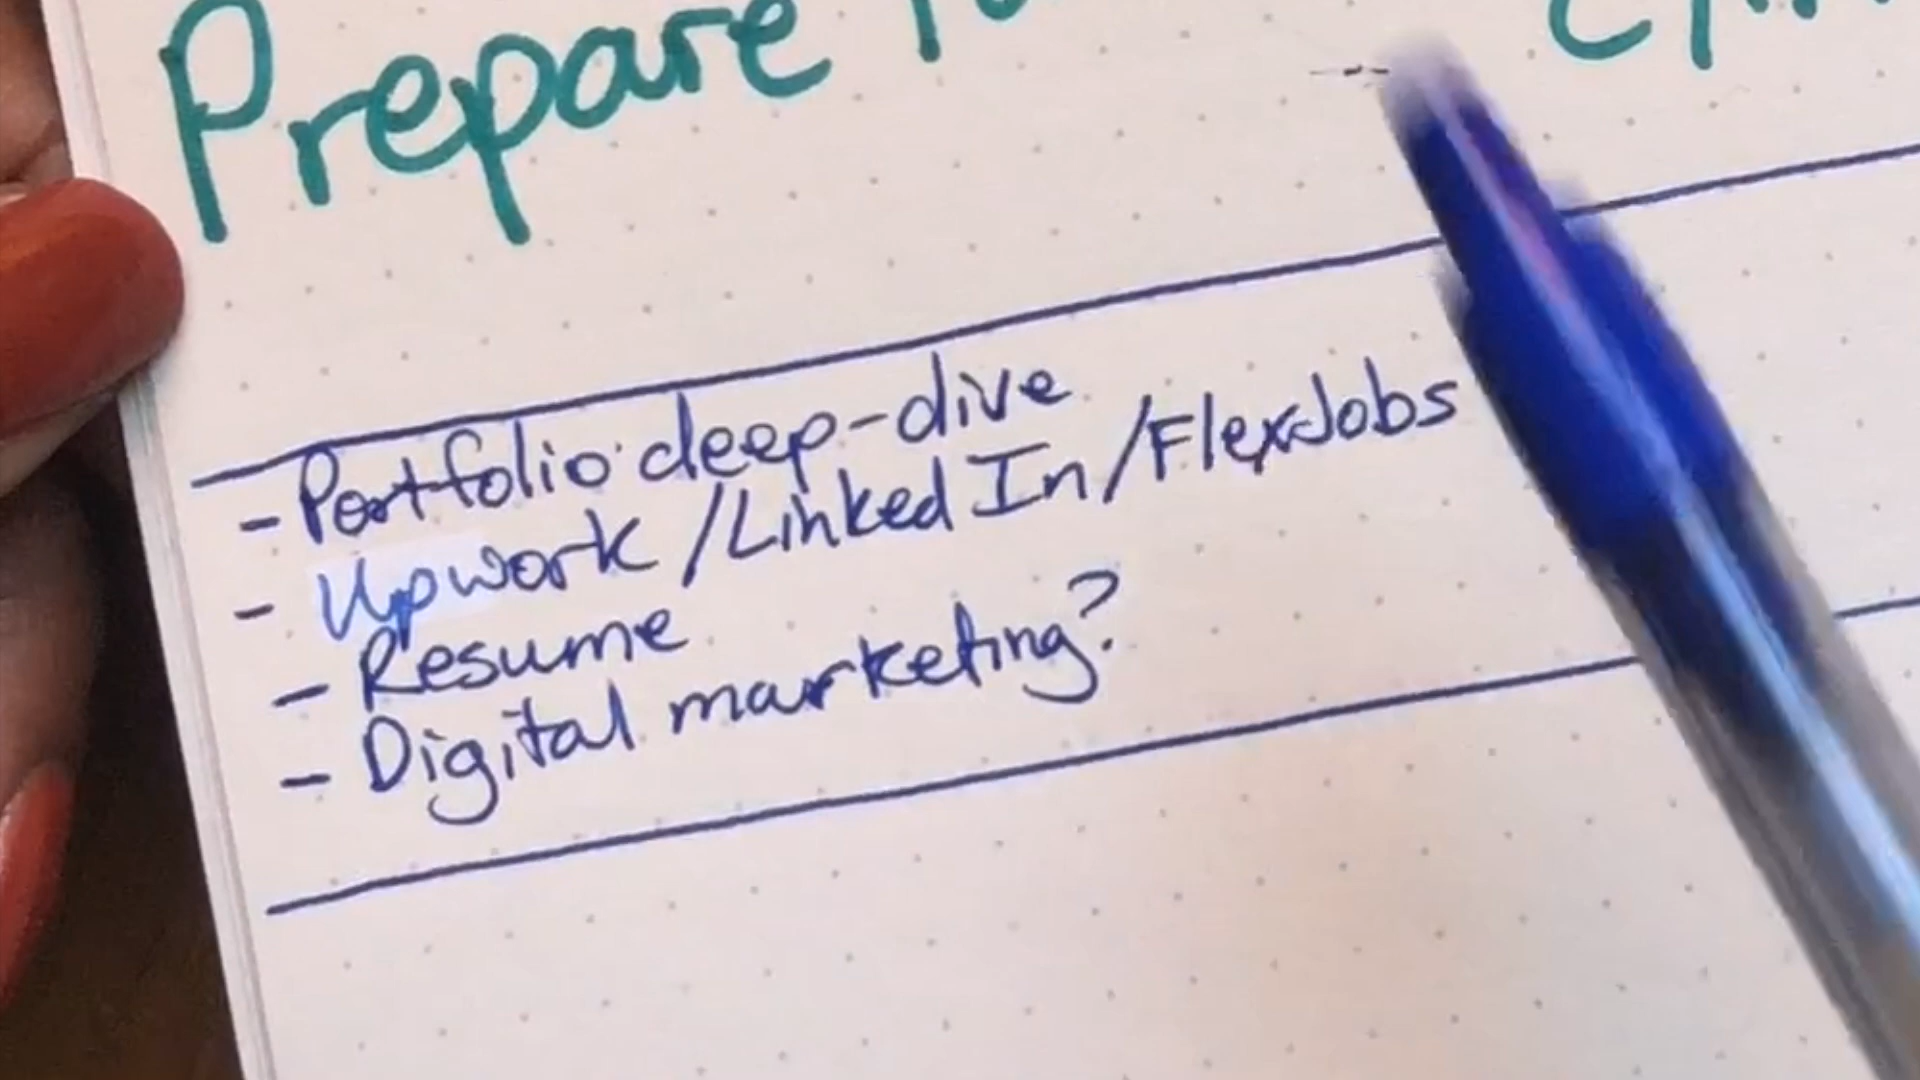 Prepare
- Portfolio deep-dive
- Upwork/LinkedIn/FlexJobs
- Resume
- Digital marketing?